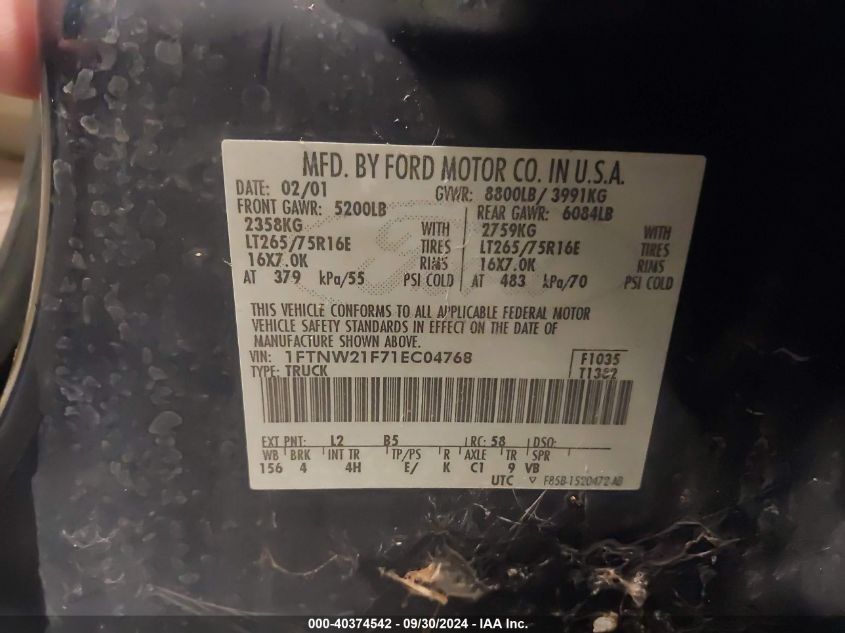 MFD. BY FORD MOTOR CO. IN U.S.A.
DATE: 02/01 GVWR: 8800LB/ 3991KG
FRONT GAWR: 5200LB REAR GAWR: 6084LB
2358KG WITH 2759KG WITH
LT265/75R16E TIRES LT265/75R16E TIRES
16X7.0K RIMS 16X7.0K RIMS
AT 379 kPa/55 PSI COLD AT 483 kPa/70 PSI COLD
THIS VEHICLE CONFORMS TO ALL APPLICABLE FEDERAL MOTOR
VEHICLE SAFETY STANDARDS IN EFFECT ON THE DATE OF
MANUFACTURE SHOWN ABOVE.
VIN: 1FTNW21F71EC04768 F1035
TYPE: TRUCK T1382
EXT PNT: L2 B5 RC: 58 DSO:
WB BRK INT TR TP/PS R AXLE TR SPR
156 4 4H E/ K C1 9 VB
UTC F85B-1520472-AB
000-40374542 - 09/30/2024 - IAA Inc.